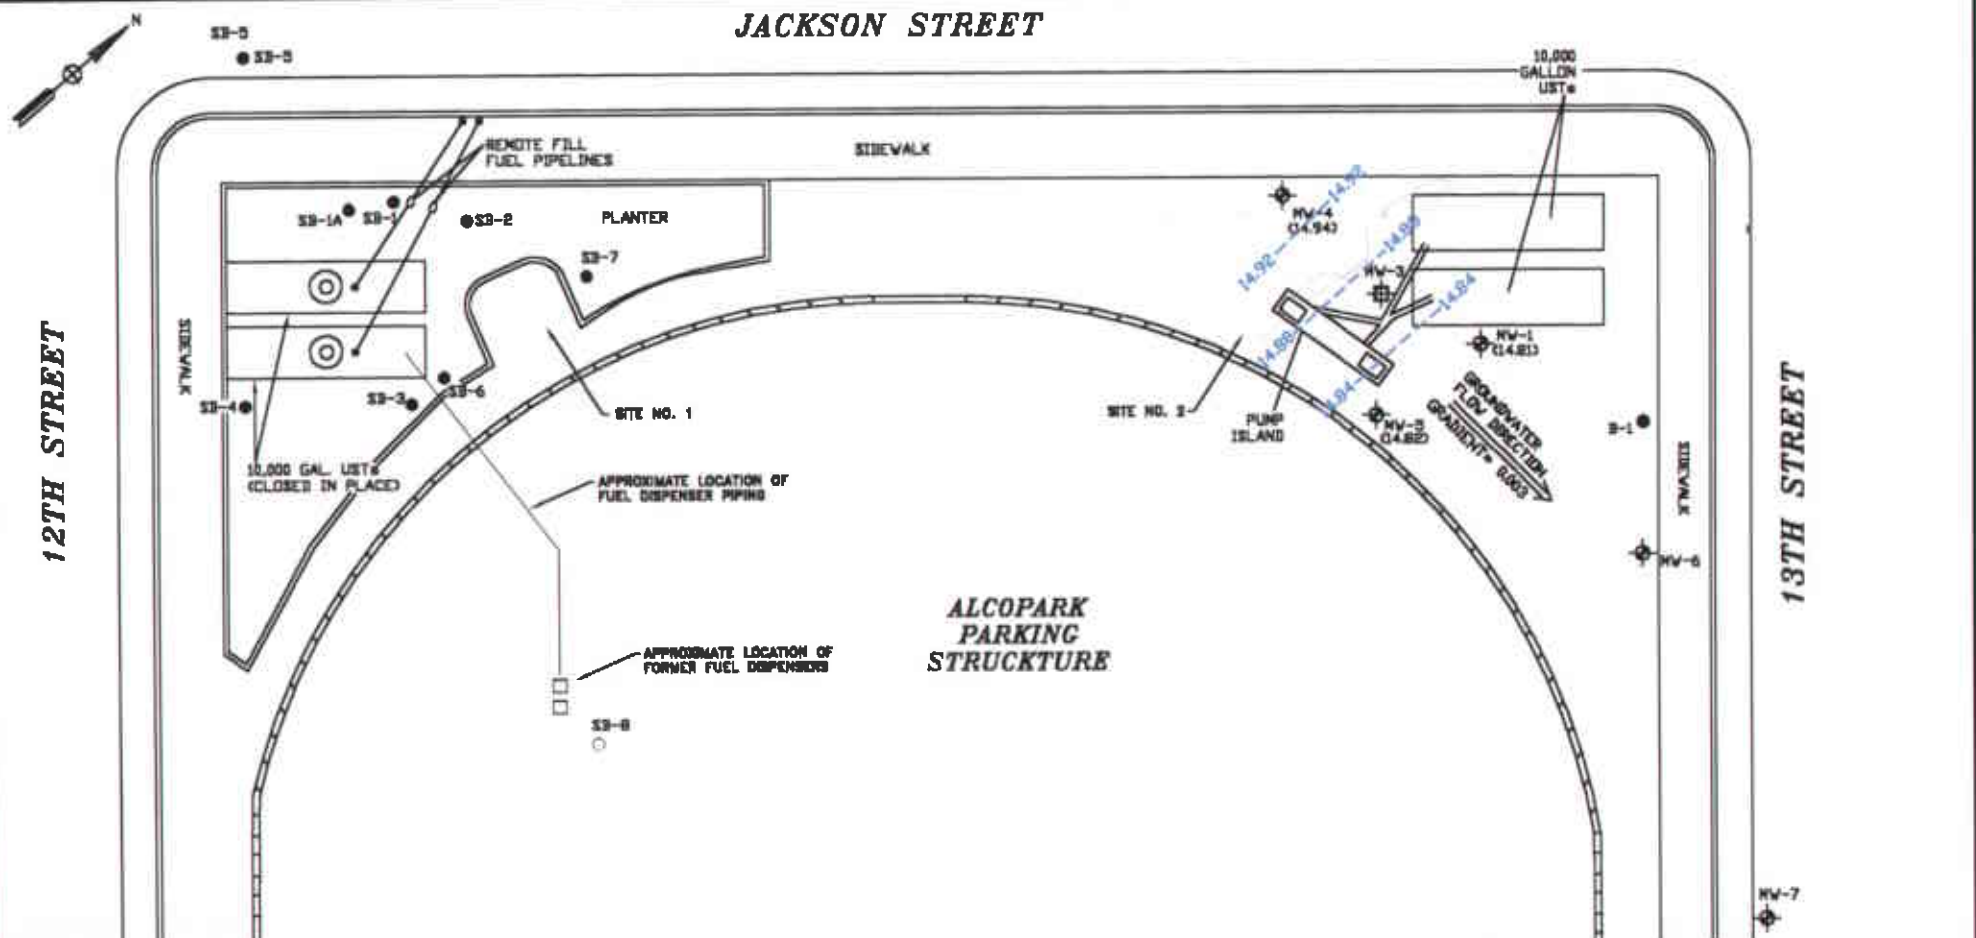 JACKSON STREET
N
SB-5
SB-5
10,000
GALLON
USTs
REMOTE FILL
FUEL PIPELINES
SIDEWALK
SB-1A
SB-1
SB-2
PLANTER
SB-7
MW-4
(14.94)
14.92
14.92
14.88
14.88
14.84
14.84
MW-3
MW-1
(14.81)
12TH STREET
SIDEWALK
SB-4
SB-3
SB-6
SITE NO. 1
SITE NO. 2
PUMP
ISLAND
MW-5
(14.82)
GROUNDWATER
FLOW DIRECTION
GRADIENT= 0.003
B-1
SIDEWALK
13TH STREET
10,000 GAL. USTs
(CLOSED IN PLACE)
APPROXIMATE LOCATION OF
FUEL DISPENSER PIPING
MW-6
ALCOPARK
PARKING
STRUCKTURE
APPROXIMATE LOCATION OF
FORMER FUEL DISPENSERS
SB-8
MW-7